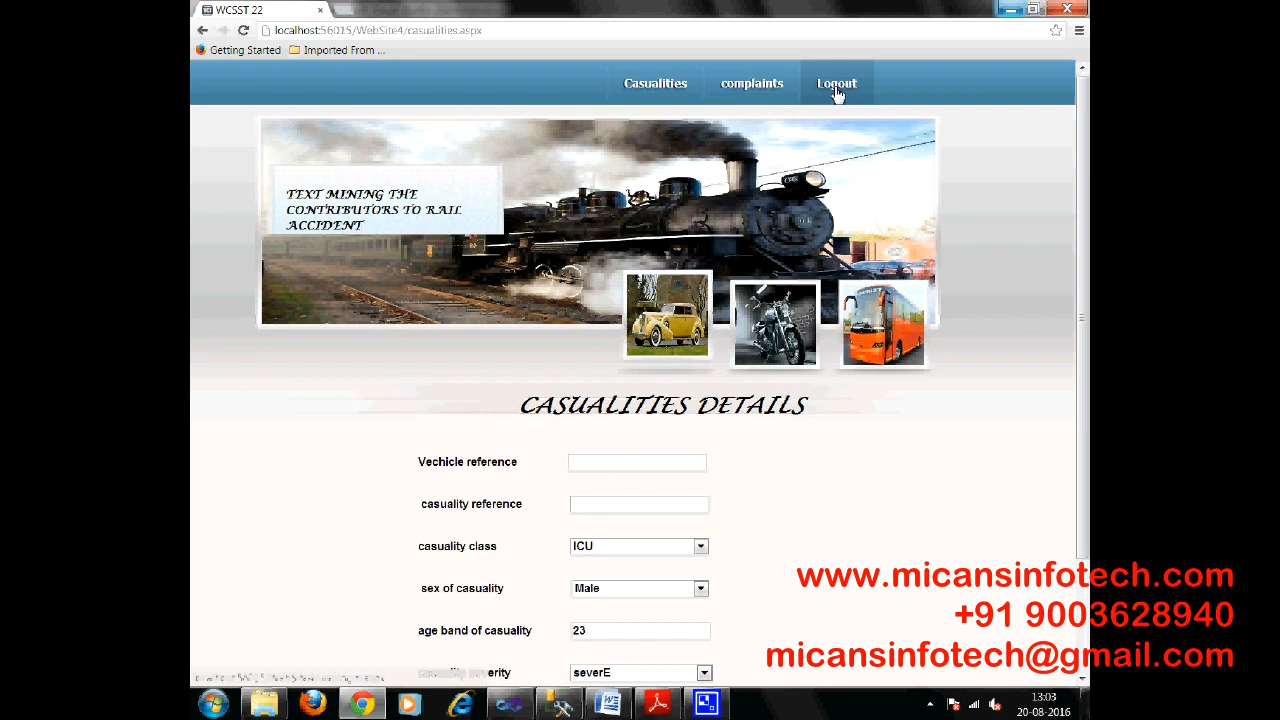 WCSST 22
localhost:56015/WebSite4/casualities.aspx
Getting Started
Imported From ...
Casualities
complaints
Logout
TEXT MINING THE
CONTRIBUTORS TO RAIL
ACCIDENT
CASUALITIES DETAILS
Vechicle reference
casuality reference
casuality class
ICU
sex of casuality
Male
age band of casuality
23
severE
www.micansinfotech.com
+91 9003628940
micansinfotech@gmail.com
13:03
20-08-2016